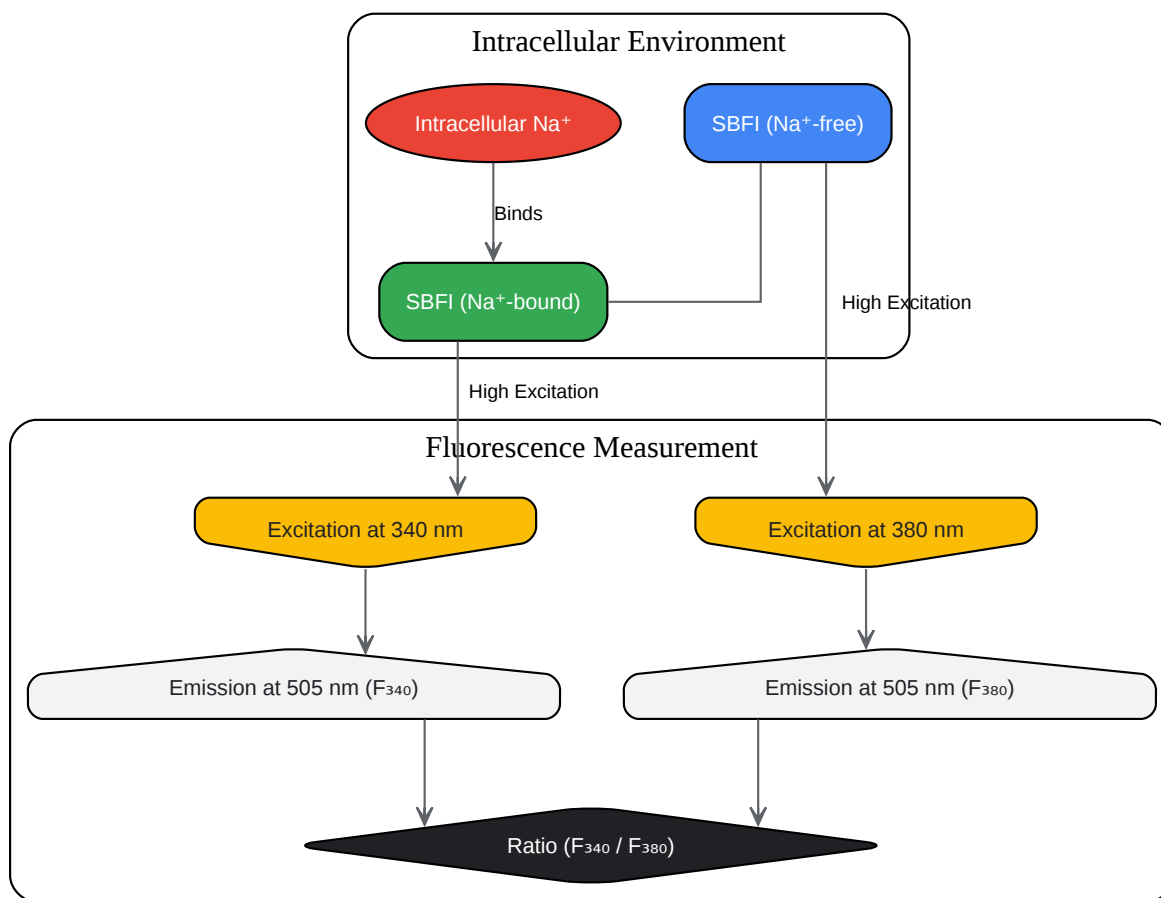 Intracellular Environment
Intracellular Na⁺
SBFI (Na⁺-free)
Binds
SBFI (Na⁺-bound)
High Excitation
High Excitation
Fluorescence Measurement
Excitation at 340 nm
Excitation at 380 nm
Emission at 505 nm (F₃₄₀)
Emission at 505 nm (F₃₈₀)
Ratio (F₃₄₀ / F₃₈₀)